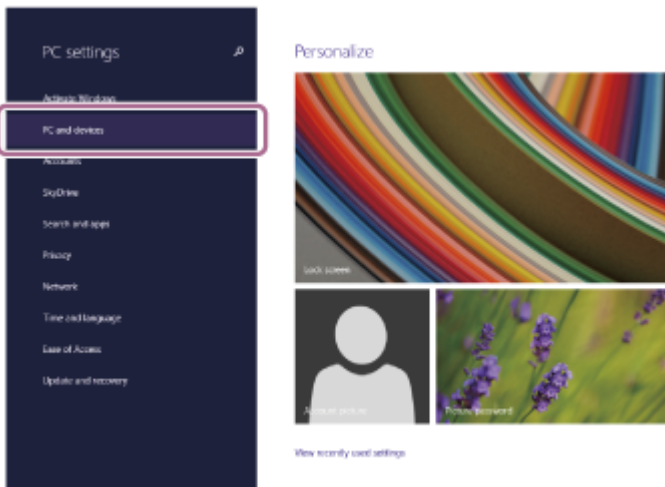 PC settings
Activate Windows
PC and devices
Accounts
SkyDrive
Search and apps
Privacy
Network
Time and language
Ease of Access
Update and recovery
Personalize
Lock screen
Account picture
Picture password
View recently used settings